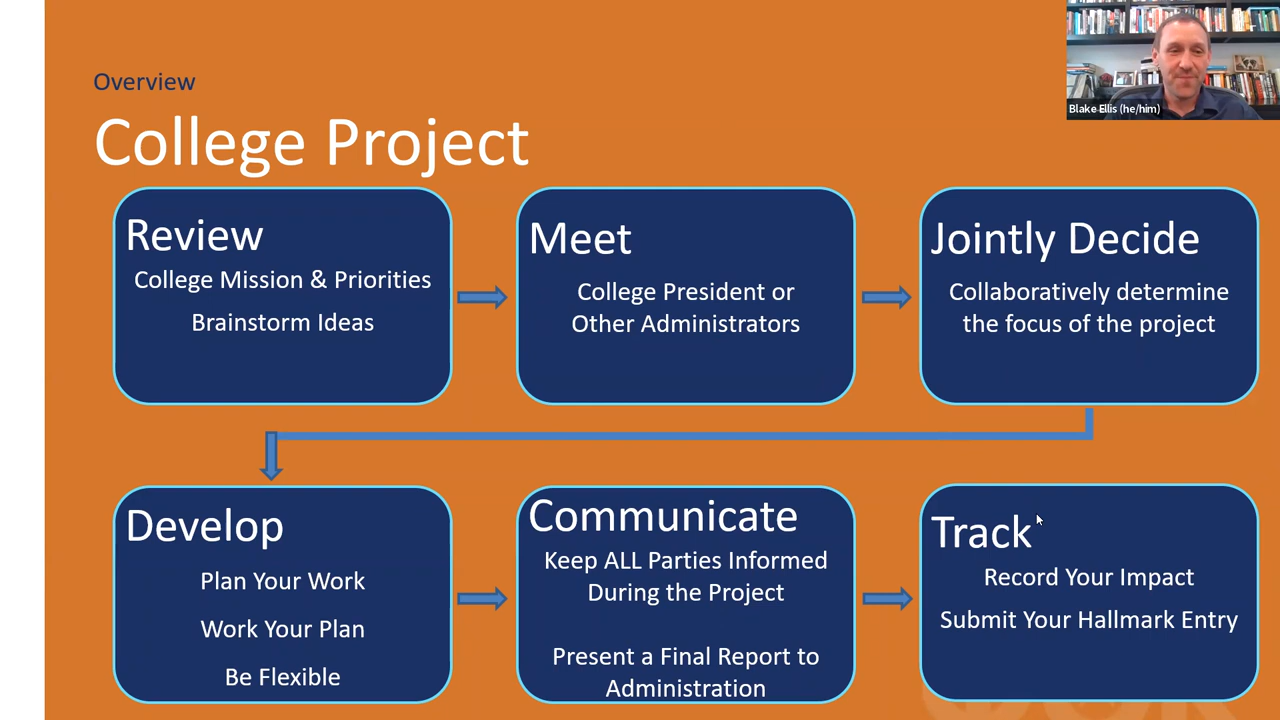 Overview
College Project
Blake Ellis (he/him)
Review
College Mission & Priorities
Brainstorm Ideas
Meet
College President or
Other Administrators
Jointly Decide
Collaboratively determine
the focus of the project
Develop
Plan Your Work
Work Your Plan
Be Flexible
Communicate
Keep ALL Parties Informed
During the Project
Present a Final Report to
Administration
Track
Record Your Impact
Submit Your Hallmark Entry